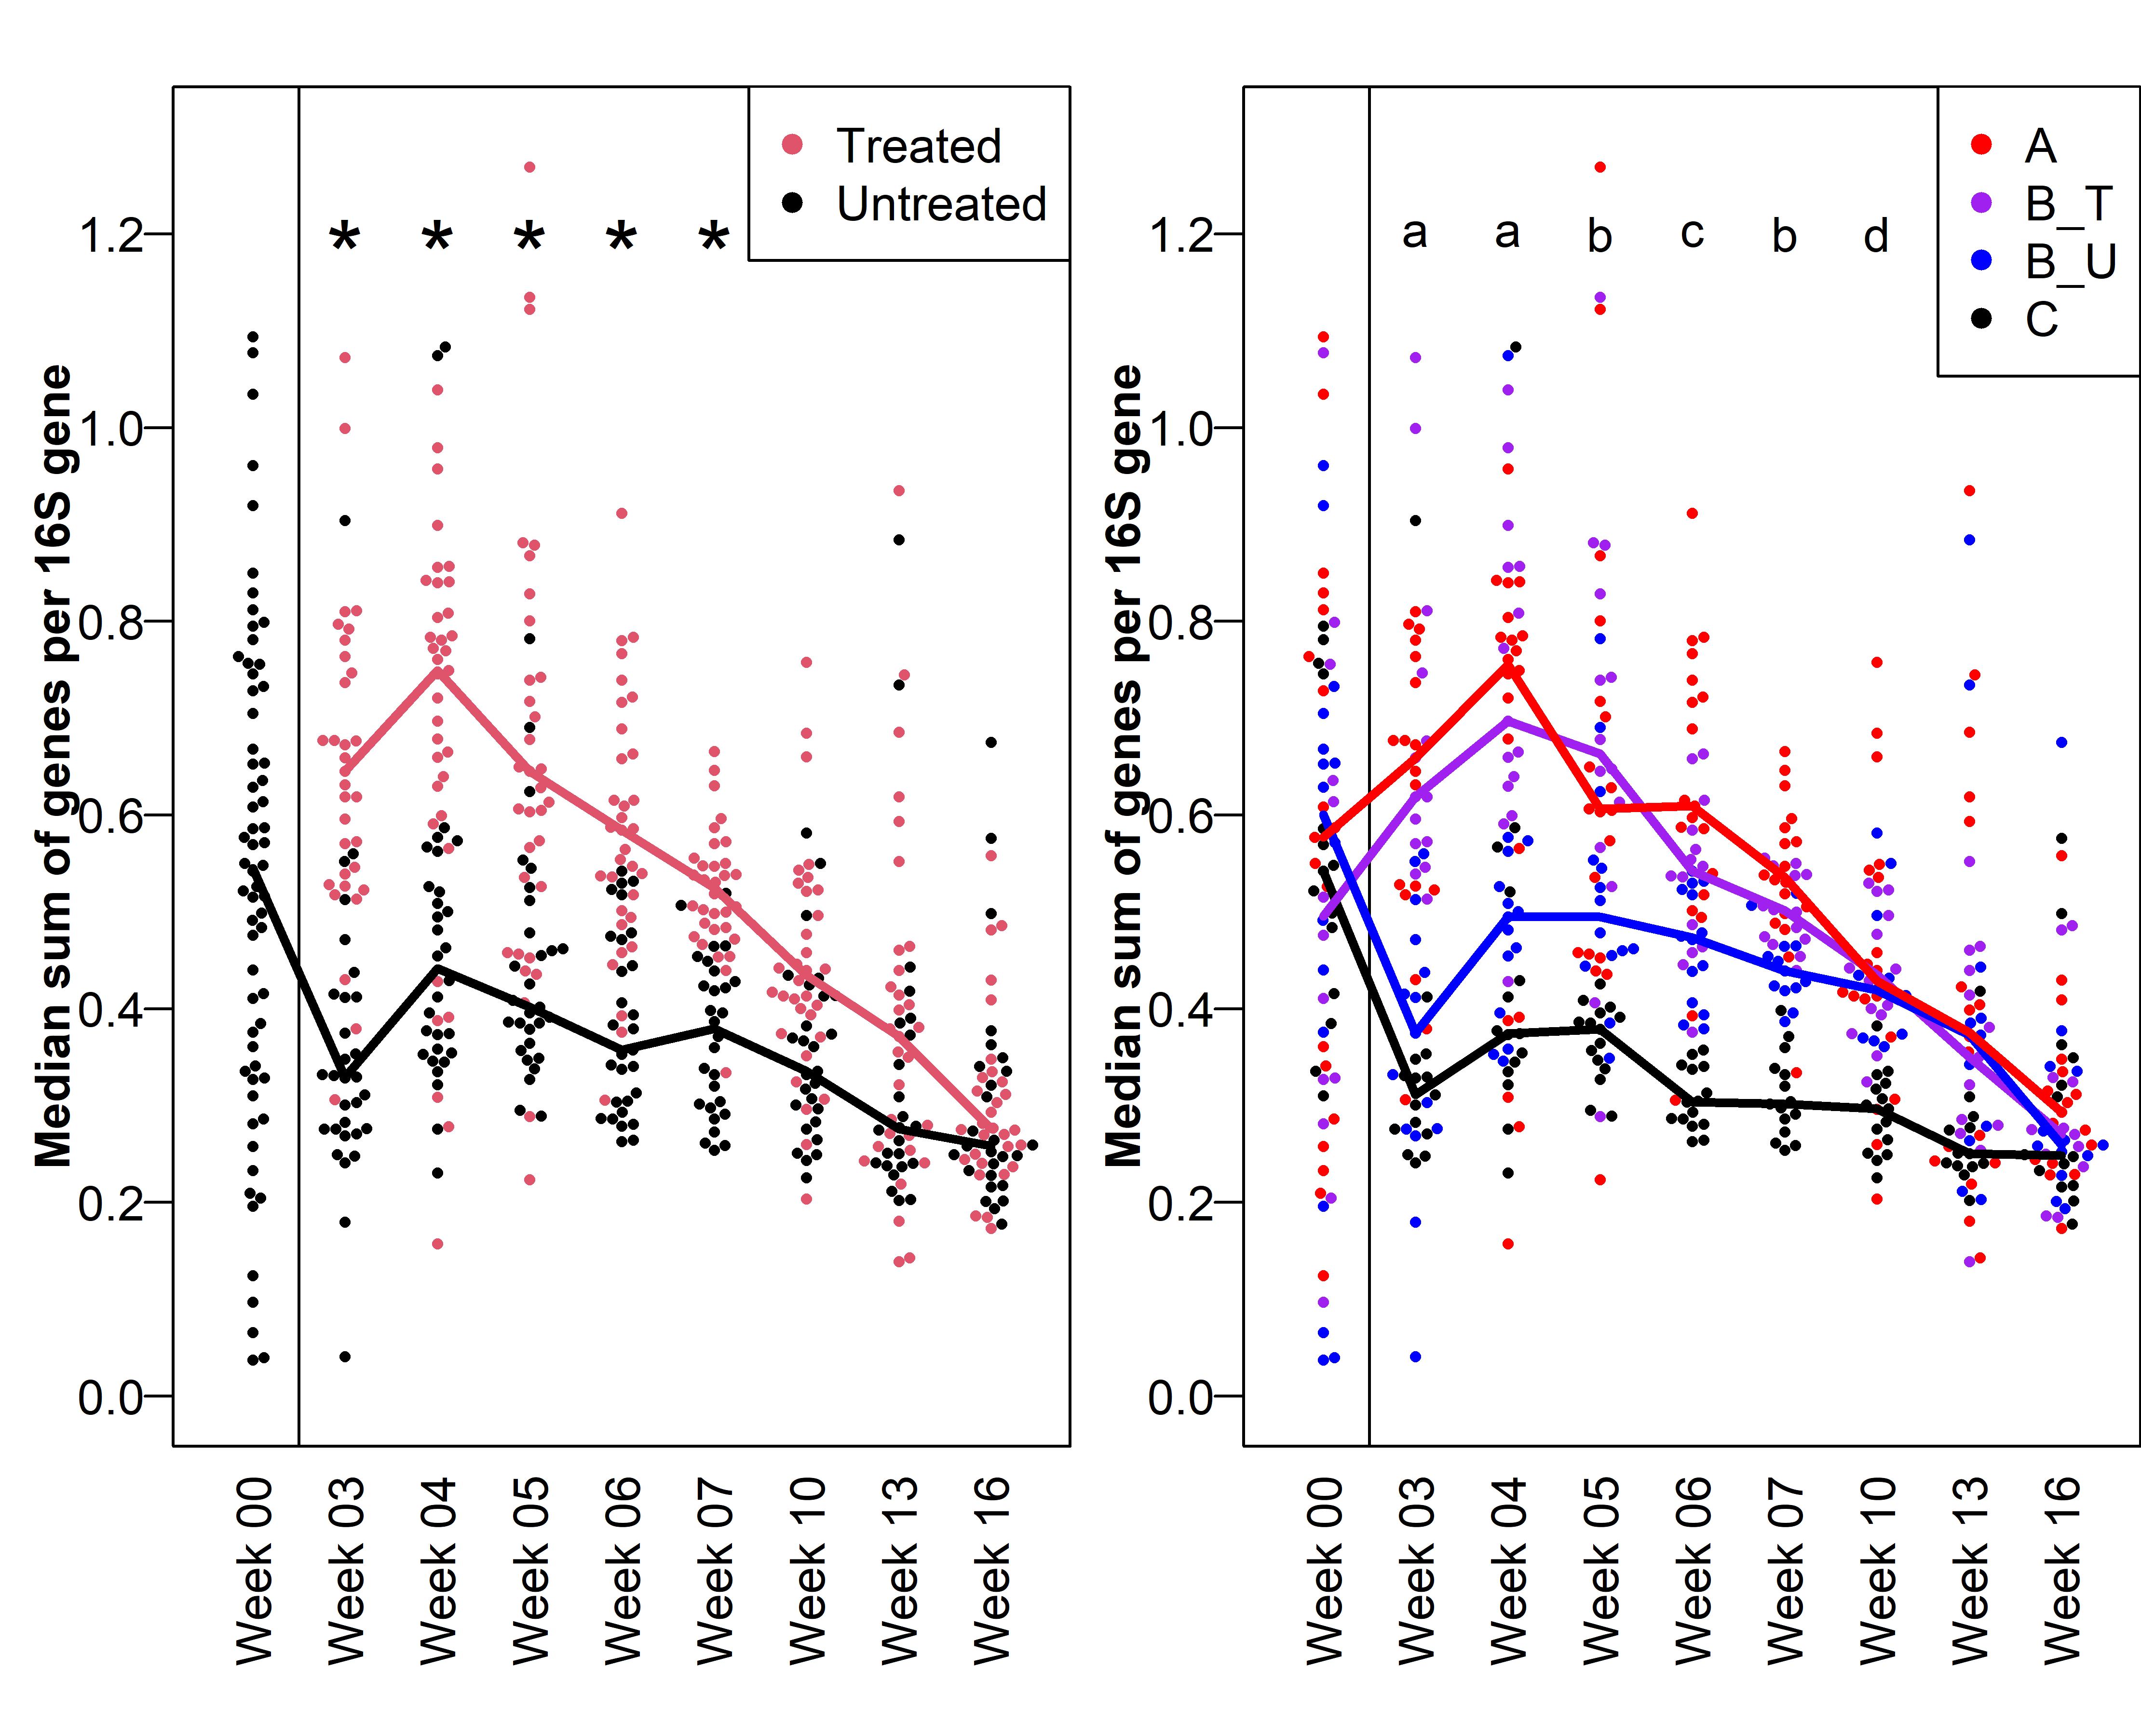 Median sum of genes per 16S gene
1.2
1.0
0.8
0.6
0.4
0.2
0.0
* * * * *
Treated
Untreated
Week 00
Week 03
Week 04
Week 05
Week 06
Week 07
Week 10
Week 13
Week 16
Median sum of genes per 16S gene
1.2
1.0
0.8
0.6
0.4
0.2
0.0
a a b c b d
A
B_T
B_U
C
Week 00
Week 03
Week 04
Week 05
Week 06
Week 07
Week 10
Week 13
Week 16